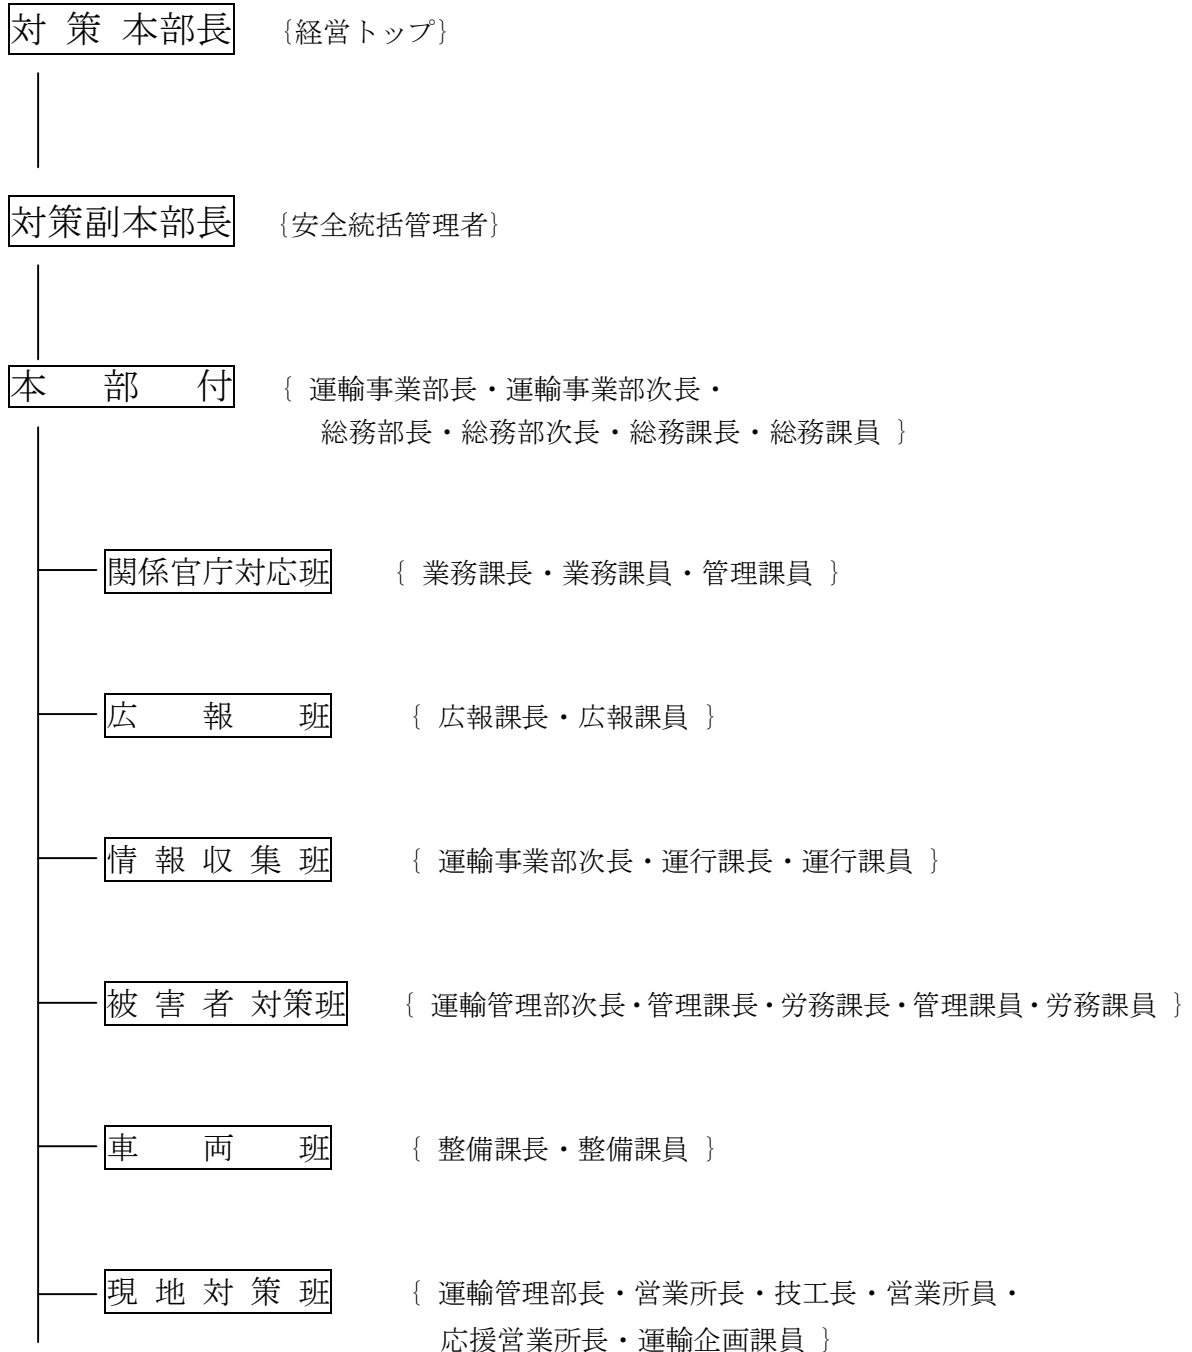 対策本部長 {経営トップ}
対策副本部長 {安全統括管理者}
本部付 { 運輸事業部長・運輸事業部次長・
総務部長・総務部次長・総務課長・総務課員 }
関係官庁対応班 { 業務課長・業務課員・管理課員 }
広報班 { 広報課長・広報課員 }
情報収集班 { 運輸事業部次長・運行課長・運行課員 }
被害者対策班 { 運輸管理部次長・管理課長・労務課長・管理課員・労務課員 }
車両班 { 整備課長・整備課員 }
現地対策班 { 運輸管理部長・営業所長・技工長・営業所員・
応援営業所長・運輸企画課員 }